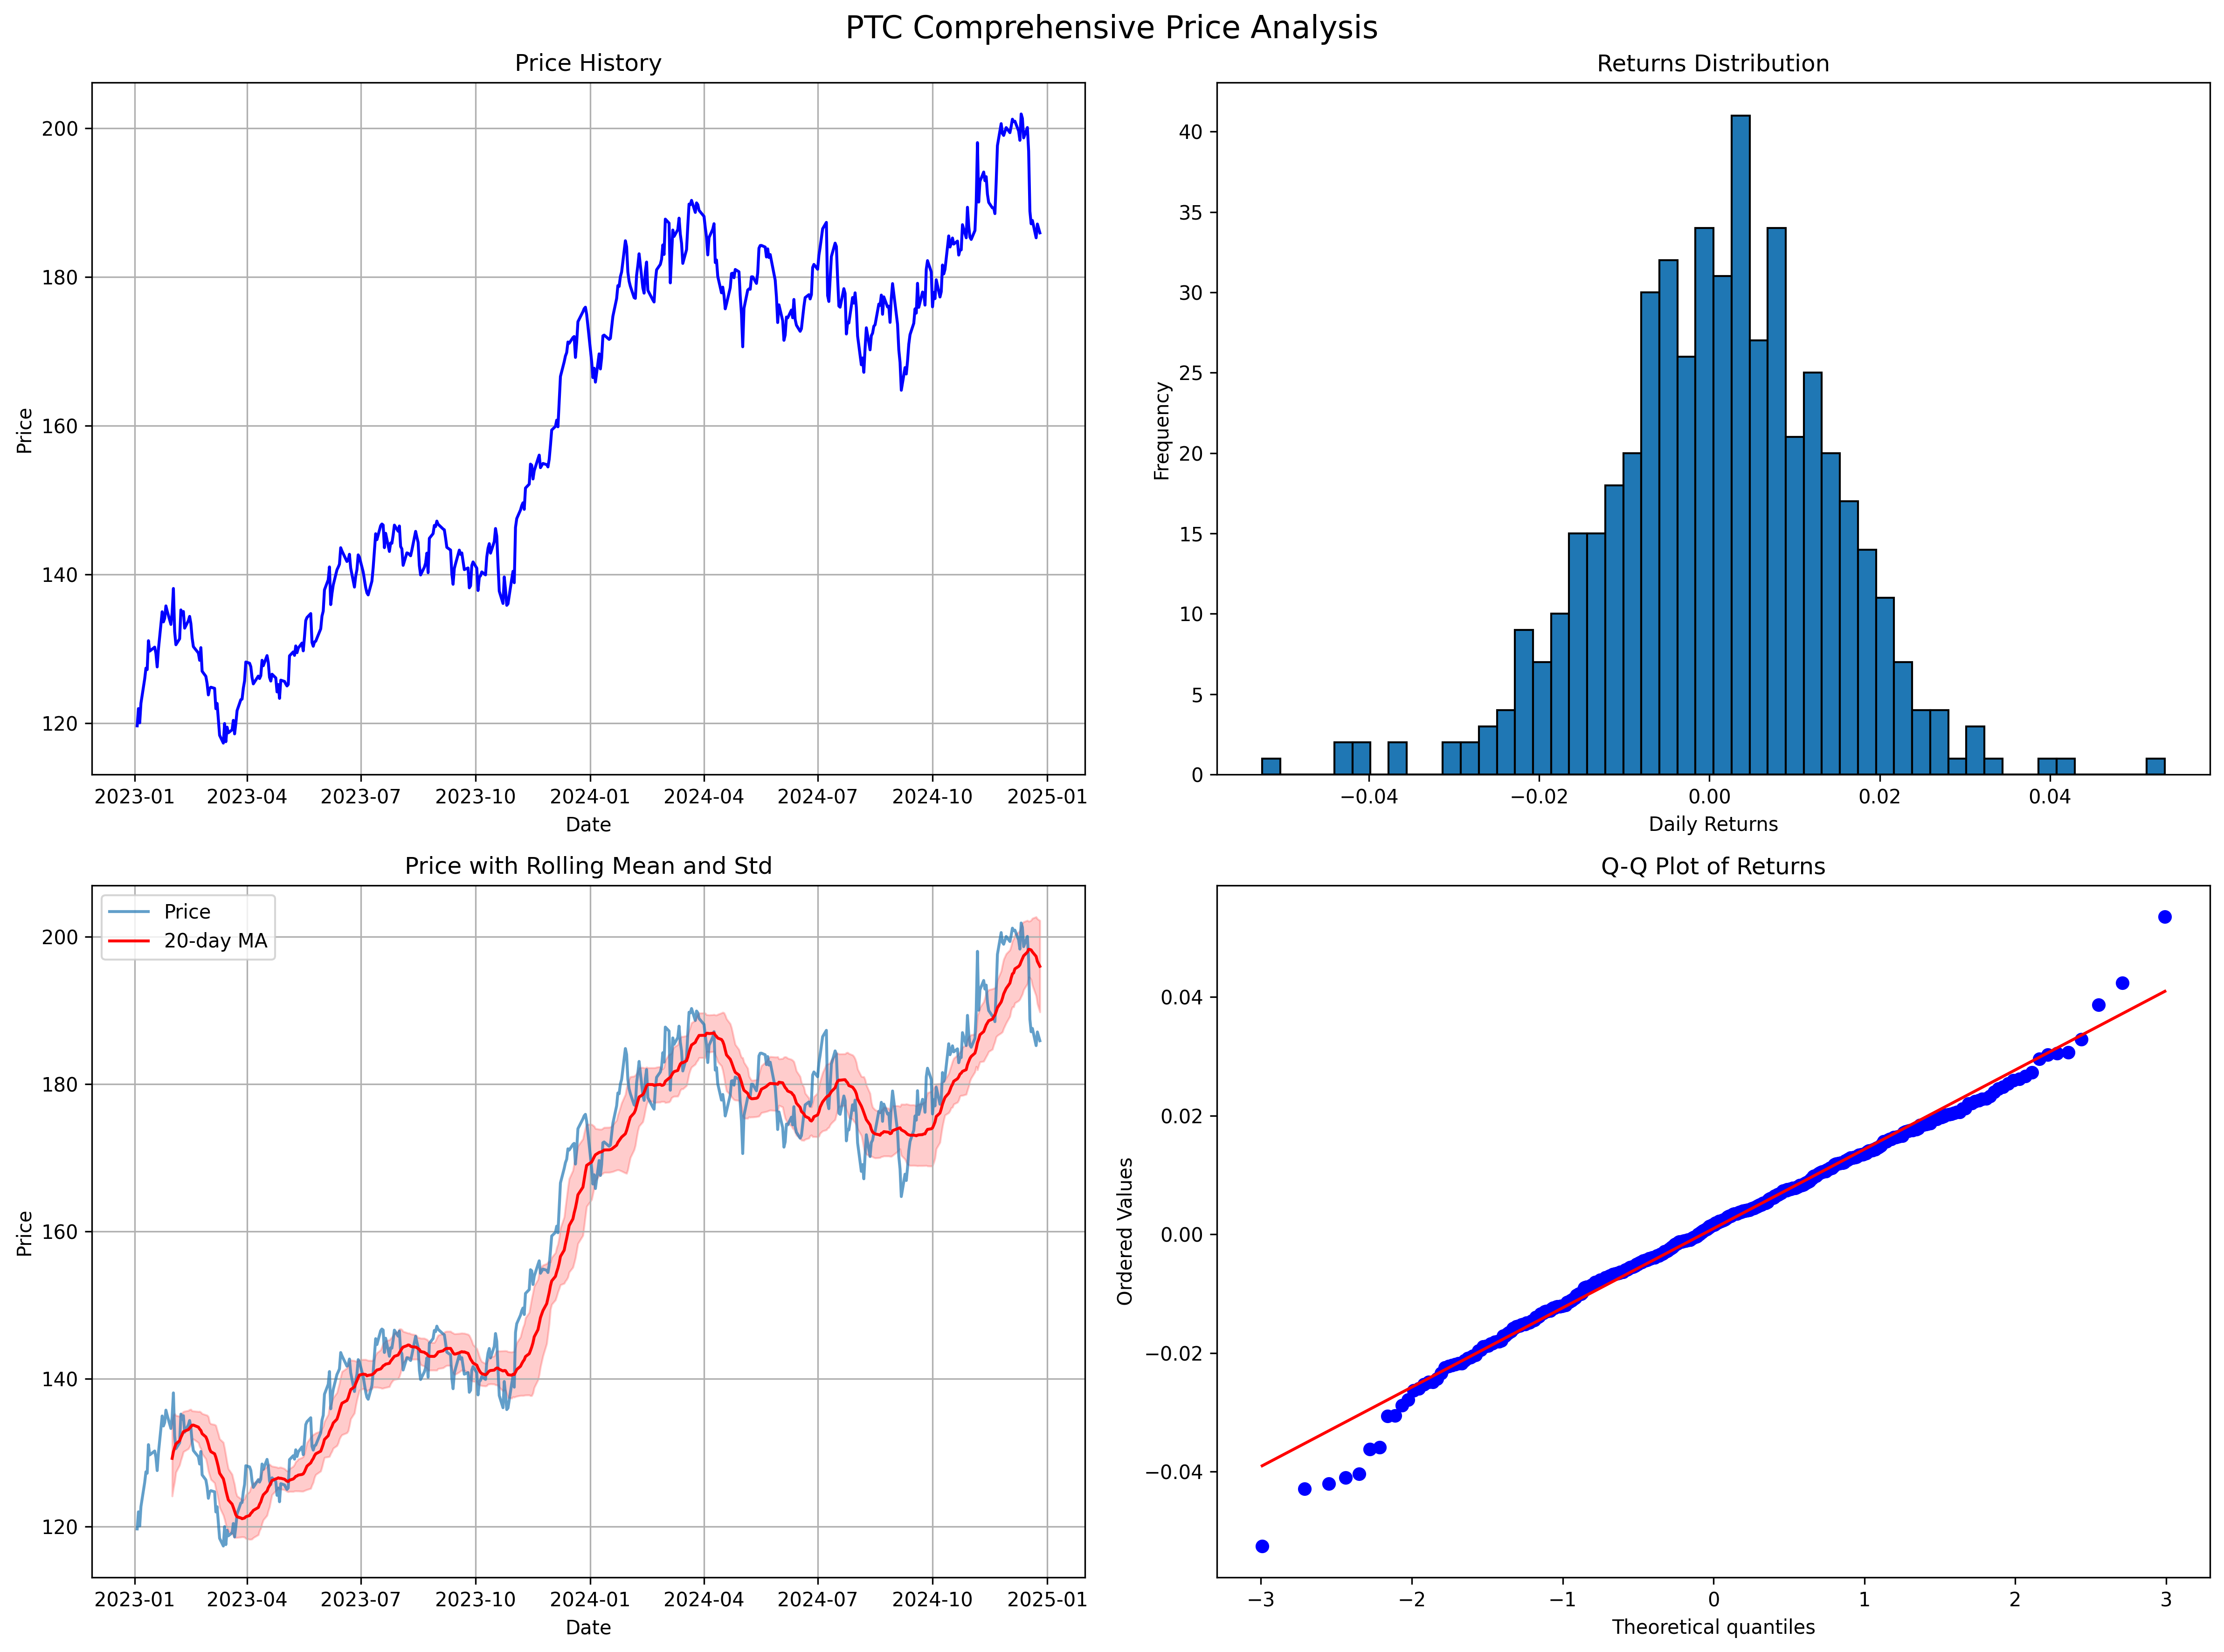 PTC Comprehensive Price Analysis
Price History
Price
200
180
160
140
120
2023-01 2023-04 2023-07 2023-10 2024-01 2024-04 2024-07 2024-10 2025-01
Date
Returns Distribution
Frequency
40
35
30
25
20
15
10
5
0
−0.04 −0.02 0.00 0.02 0.04
Daily Returns
Price with Rolling Mean and Std
Price
20-day MA
Price
200
180
160
140
120
2023-01 2023-04 2023-07 2023-10 2024-01 2024-04 2024-07 2024-10 2025-01
Date
Q-Q Plot of Returns
Ordered Values
0.04
0.02
0.00
−0.02
−0.04
−3 −2 −1 0 1 2 3
Theoretical quantiles